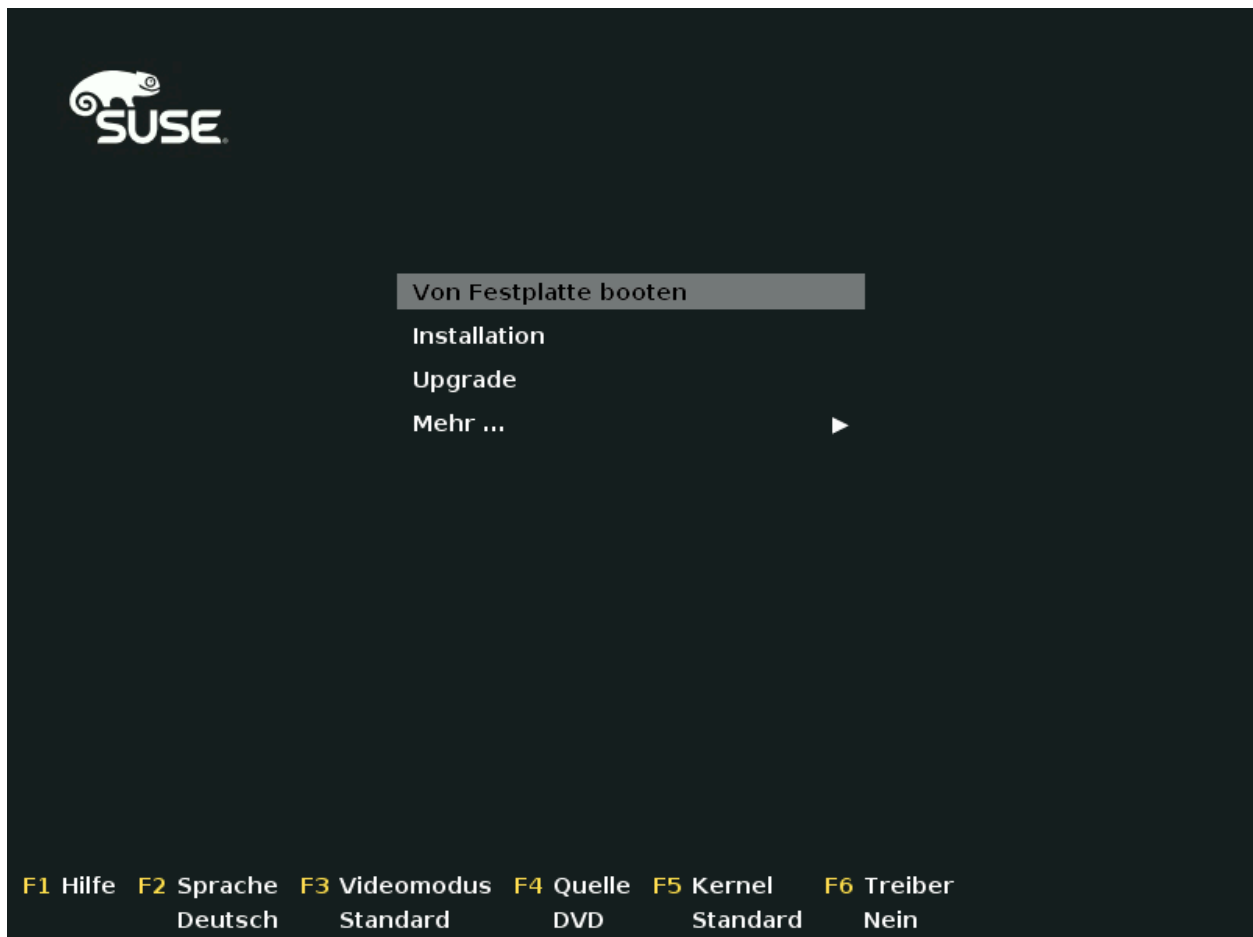 SUSE
Von Festplatte booten
Installation
Upgrade
Mehr ...
F1 Hilfe F2 Sprache F3 Videomodus F4 Quelle F5 Kernel F6 Treiber
Deutsch Standard DVD Standard Nein